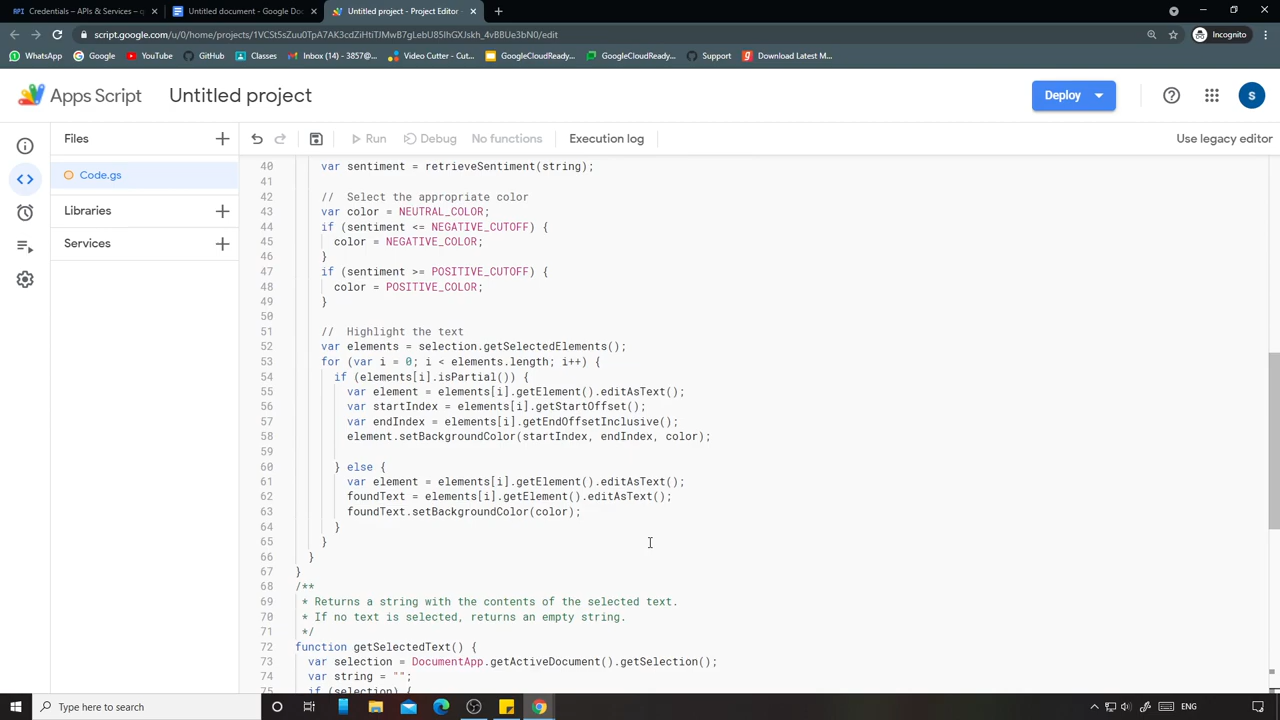 Credentials – APIs & Services – q
Untitled document - Google Doc
Untitled project - Project Editor -
script.google.com/u/0/home/projects/1VCSt5sZuu0TpA7AK3cdZiHtiTJMwB7gLebU85IhGXJskh_4vBBUe3bN0/edit
Incognito
WhatsApp
Google
YouTube
GitHub
Classes
Inbox (14) - 3857@...
Video Cutter - Cut...
GoogleCloudReady...
GoogleCloudReady...
Support
Download Latest M...
Apps Script
Untitled project
Deploy
S
Files
Run
Debug
No functions
Execution log
Use legacy editor
Code.gs
Libraries
Services
40 var sentiment = retrieveSentiment(string);
41
42 // Select the appropriate color
43 var color = NEUTRAL_COLOR;
44 if (sentiment <= NEGATIVE_CUTOFF) {
45 color = NEGATIVE_COLOR;
46 }
47 if (sentiment >= POSITIVE_CUTOFF) {
48 color = POSITIVE_COLOR;
49 }
50
51 // Highlight the text
52 var elements = selection.getSelectedElements();
53 for (var i = 0; i < elements.length; i++) {
54 if (elements[i].isPartial()) {
55 var element = elements[i].getElement().editAsText();
56 var startIndex = elements[i].getStartOffset();
57 var endIndex = elements[i].getEndOffsetInclusive();
58 element.setBackgroundColor(startIndex, endIndex, color);
59
60 } else {
61 var element = elements[i].getElement().editAsText();
62 foundText = elements[i].getElement().editAsText();
63 foundText.setBackgroundColor(color);
64 }
65 }
66 }
67 }
68 /**
69 * Returns a string with the contents of the selected text.
70 * If no text is selected, returns an empty string.
71 */
72 function getSelectedText() {
73 var selection = DocumentApp.getActiveDocument().getSelection();
74 var string = "";
75 if (selection) {
Type here to search
ENG